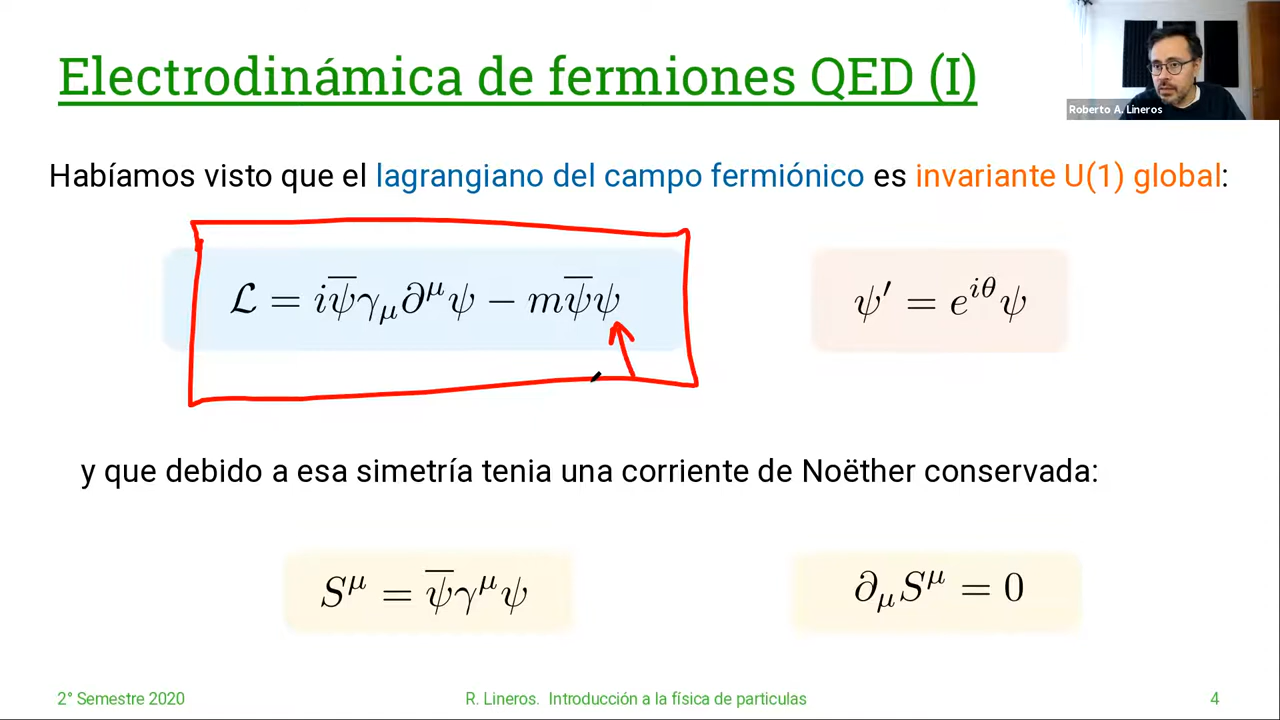 Electrodinámica de fermiones QED (I)
Roberto A. Lineros
Habíamos visto que el lagrangiano del campo fermiónico es invariante U(1) global:
ℒ = iψ̅γ_μ∂^μψ − mψ̅ψ
ψ′ = e^{iθ}ψ
y que debido a esa simetría tenia una corriente de Noëther conservada:
S^μ = ψ̅γ^μψ
∂_μS^μ = 0
2° Semestre 2020
R. Lineros. Introducción a la física de particulas
4